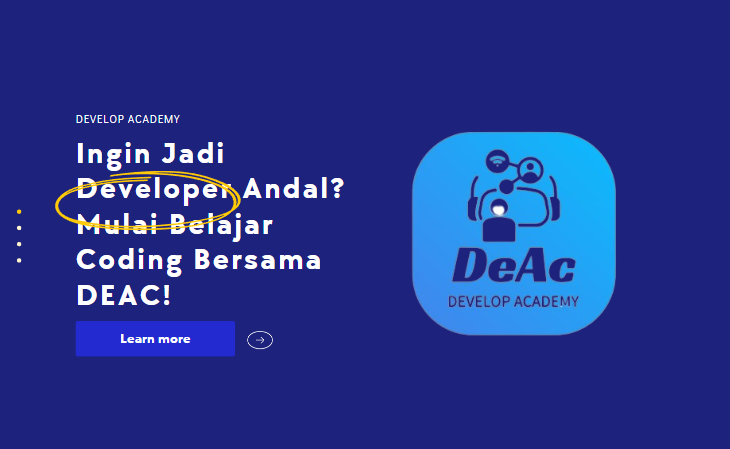 DEVELOP ACADEMY
Ingin Jadi
Developer Andal?
Mulai Belajar
Coding Bersama
DEAC!
Learn more
DeAc
DEVELOP ACADEMY